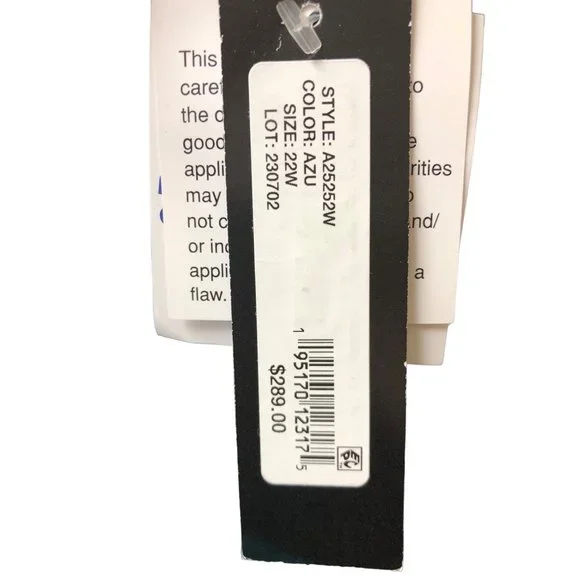 This
caref to
the c
good e
appli rities
may o
not c nd/
or inc
appli a
flaw.
STYLE: A25252W
COLOR: AZU
SIZE: 22W
LOT: 230702
1 95170 12317 5
$289.00